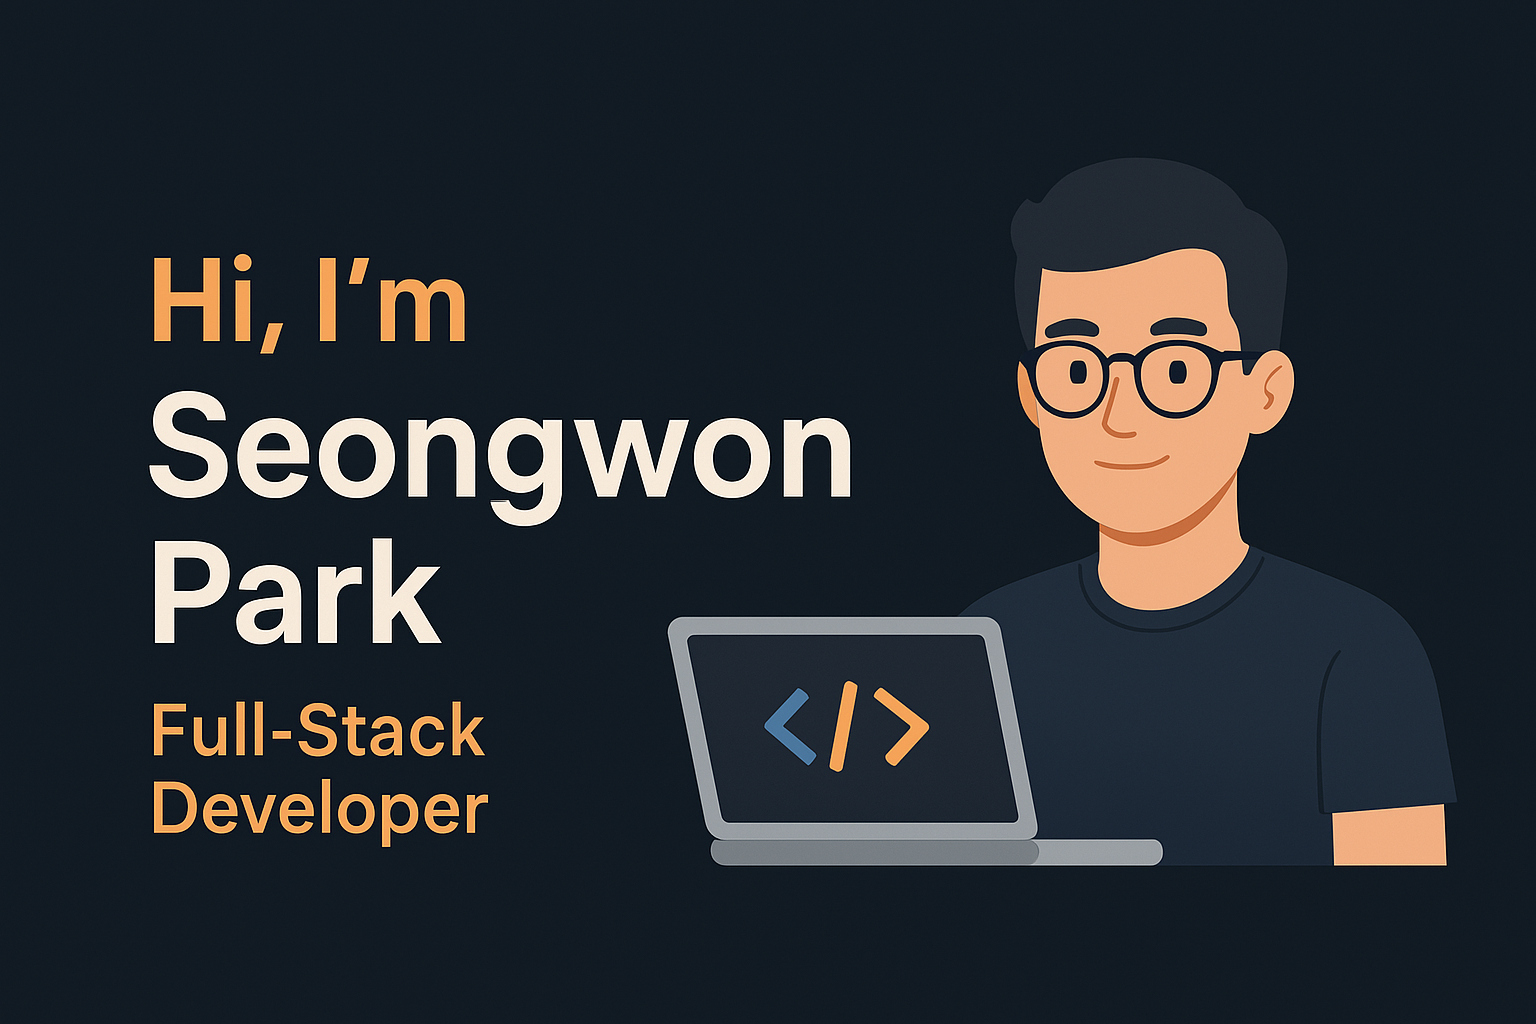 Hi, I’m
Seongwon
Park
Full-Stack
Developer
</>